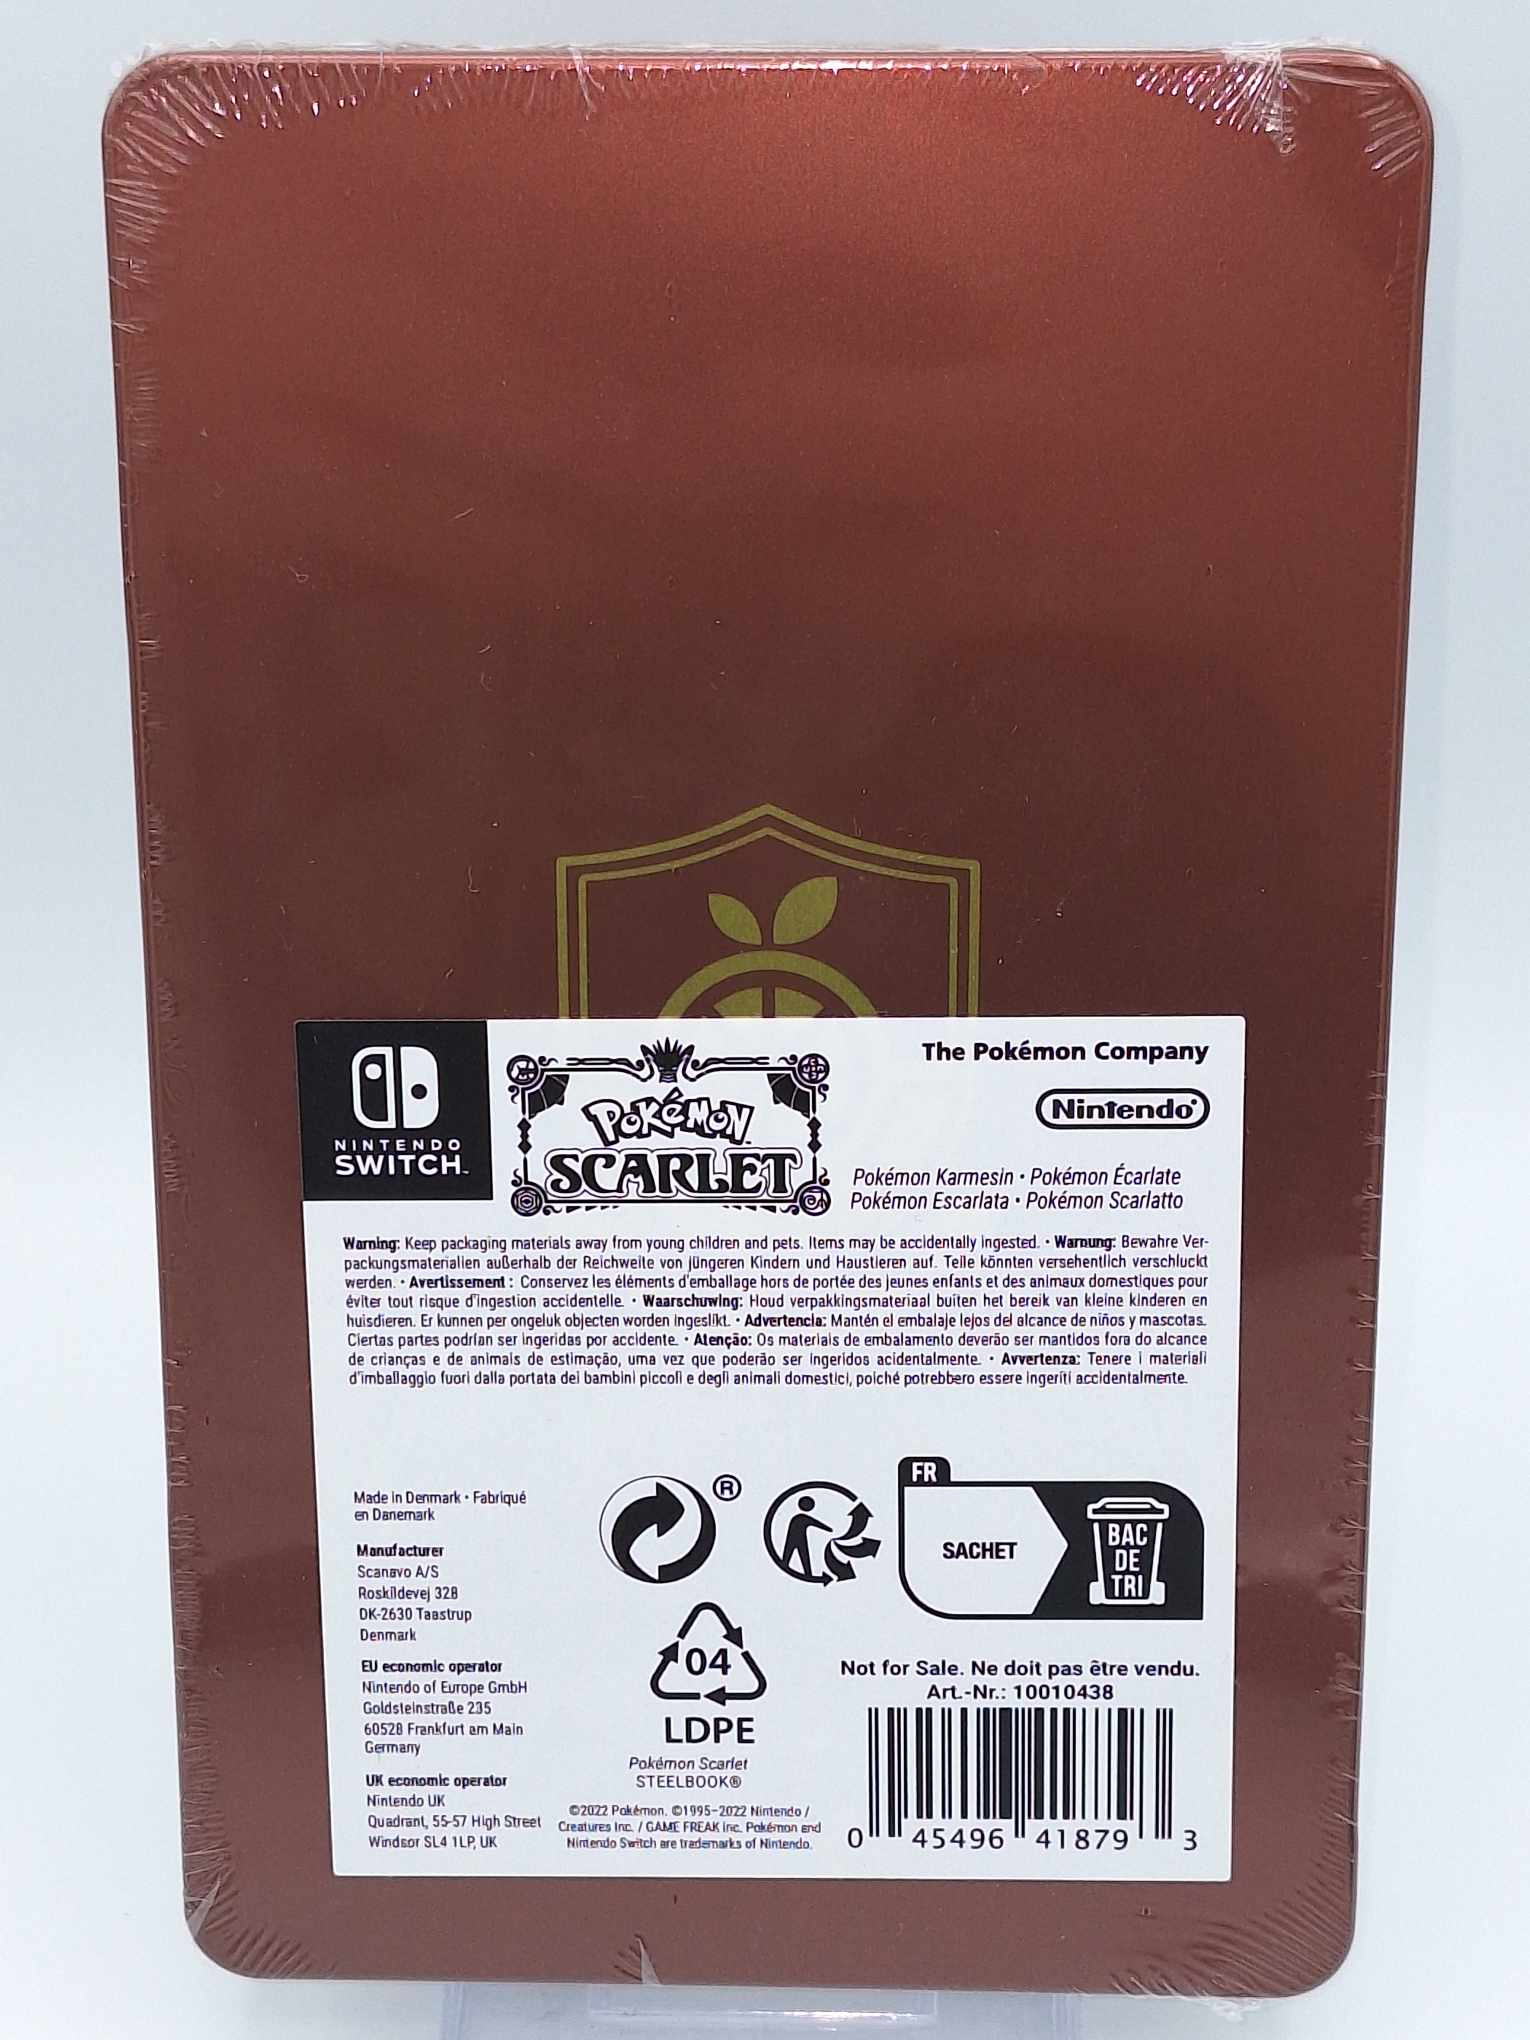 NINTENDO
SWITCH™
POKéMON
SCARLET
The Pokémon Company
Nintendo®
Pokémon Karmesin • Pokémon Écarlate
Pokémon Escarlata • Pokémon Scarlatto
Warning: Keep packaging materials away from young children and pets. Items may be accidentally ingested. • Warnung: Bewahre Ver-
packungsmaterialien außerhalb der Reichweite von jüngeren Kindern und Haustieren auf. Teile könnten versehentlich verschluckt
werden. • Avertissement : Conservez les éléments d'emballage hors de portée des jeunes enfants et des animaux domestiques pour
éviter tout risque d'ingestion accidentelle. • Waarschuwing: Houd verpakkingsmateriaal buiten het bereik van kleine kinderen en
huisdieren. Er kunnen per ongeluk objecten worden ingeslikt. • Advertencia: Mantén el embalaje lejos del alcance de niños y mascotas.
Ciertas partes podrían ser ingeridas por accidente. • Atenção: Os materiais de embalamento deverão ser mantidos fora do alcance
de crianças e de animais de estimação, uma vez que poderão ser ingeridos acidentalmente. • Avvertenza: Tenere i materiali
d'imballaggio fuori dalla portata dei bambini piccoli e degli animali domestici, poiché potrebbero essere ingeriti accidentalmente.
Made in Denmark • Fabriqué
en Danemark
Manufacturer
Scanavo A/S
Roskildevej 328
DK-2630 Taastrup
Denmark
EU economic operator
Nintendo of Europe GmbH
Goldsteinstraße 235
60528 Frankfurt am Main
Germany
UK economic operator
Nintendo UK
Quadrant, 55-57 High Street
Windsor SL4 1LP, UK
®
FR
SACHET
BAC
DE
TRI
04
LDPE
Pokémon Scarlet
STEELBOOK®
©2022 Pokémon. ©1995–2022 Nintendo /
Creatures Inc. / GAME FREAK inc. Pokémon and
Nintendo Switch are trademarks of Nintendo.
Not for Sale. Ne doit pas être vendu.
Art.-Nr.: 10010438
0 45496 41879 3